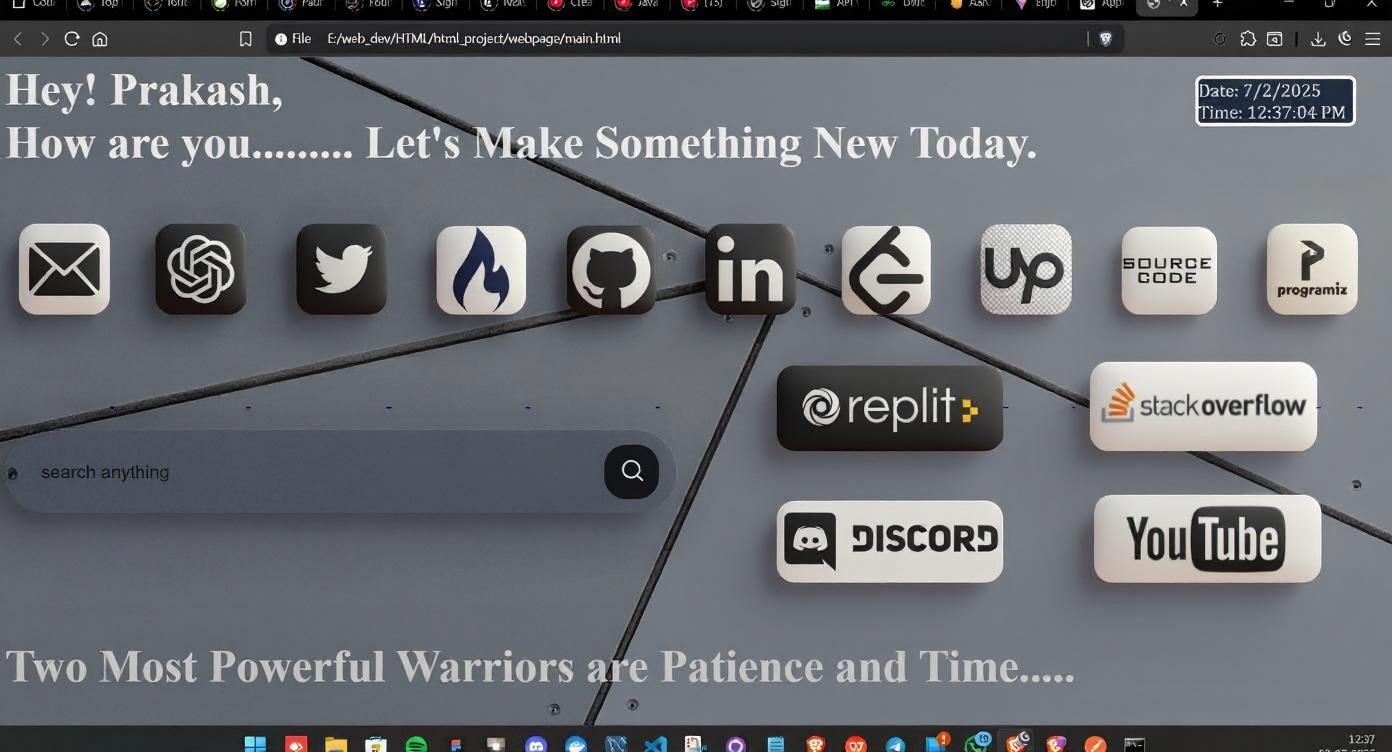 File E:/web_dev/HTML/html_project/webpage/main.html
Hey! Prakash,
Date: 7/2/2025
Time: 12:37:04 PM
How are you......... Let's Make Something New Today.
in
up
SOURCE
CODE
programiz
replit
stackoverflow
search anything
DISCORD
YouTube
Two Most Powerful Warriors are Patience and Time.....
12:37